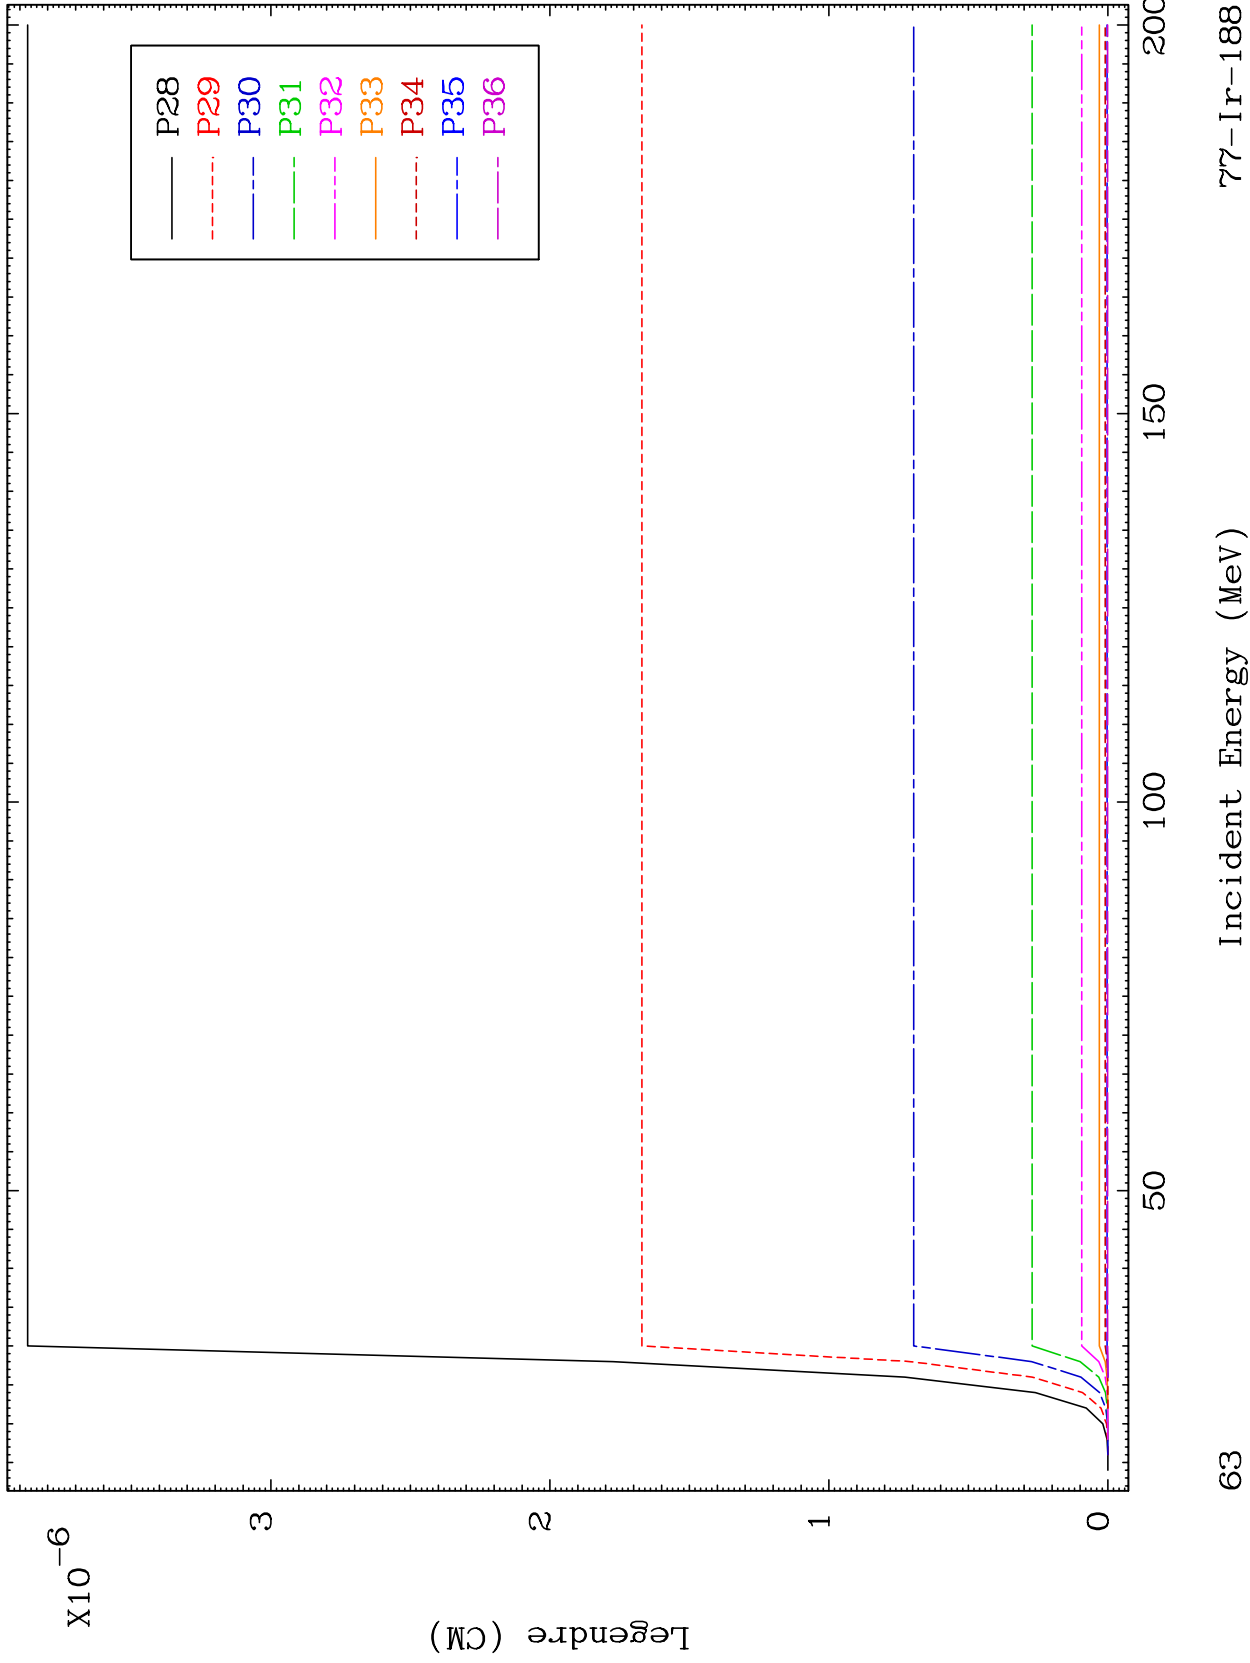 X10-6
Legendre (CM)
3
2
1
0
P28
P29
P30
P31
P32
P33
P34
P35
P36
50
100
150
200
63
Incident Energy (MeV)
77-Ir-188